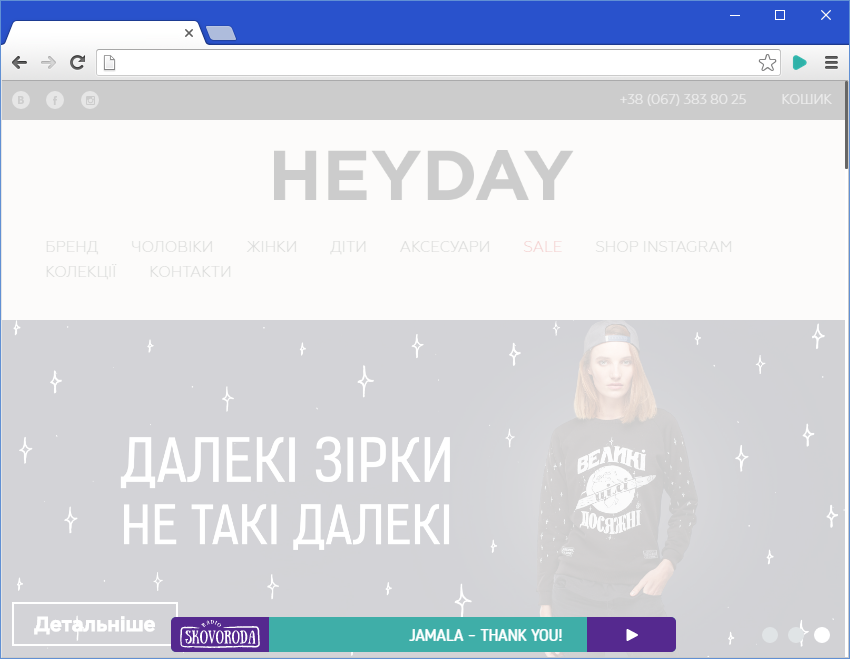 +38 (067) 383 80 25 КОШИК
HEYDAY
БРЕНД ЧОЛОВІКИ ЖІНКИ ДІТИ АКСЕСУАРИ SALE SHOP INSTAGRAM
КОЛЕКЦІЇ КОНТАКТИ
ДАЛЕКІ ЗІРКИ
НЕ ТАКІ ДАЛЕКІ
ВЕЛИКІ
ЦІЛІ
ДОСЯЖНІ
Детальніше
RADIO
SKOVORODA
JAMALA – THANK YOU!